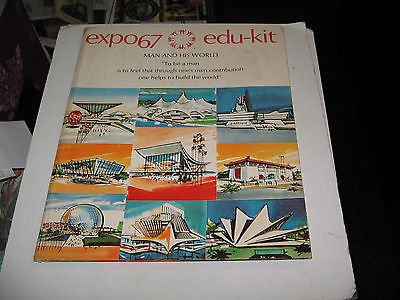 expo67 edu-kit
MAN AND HIS WORLD
"To be a man
is to feel that through one's own contribution
one helps to build the world"